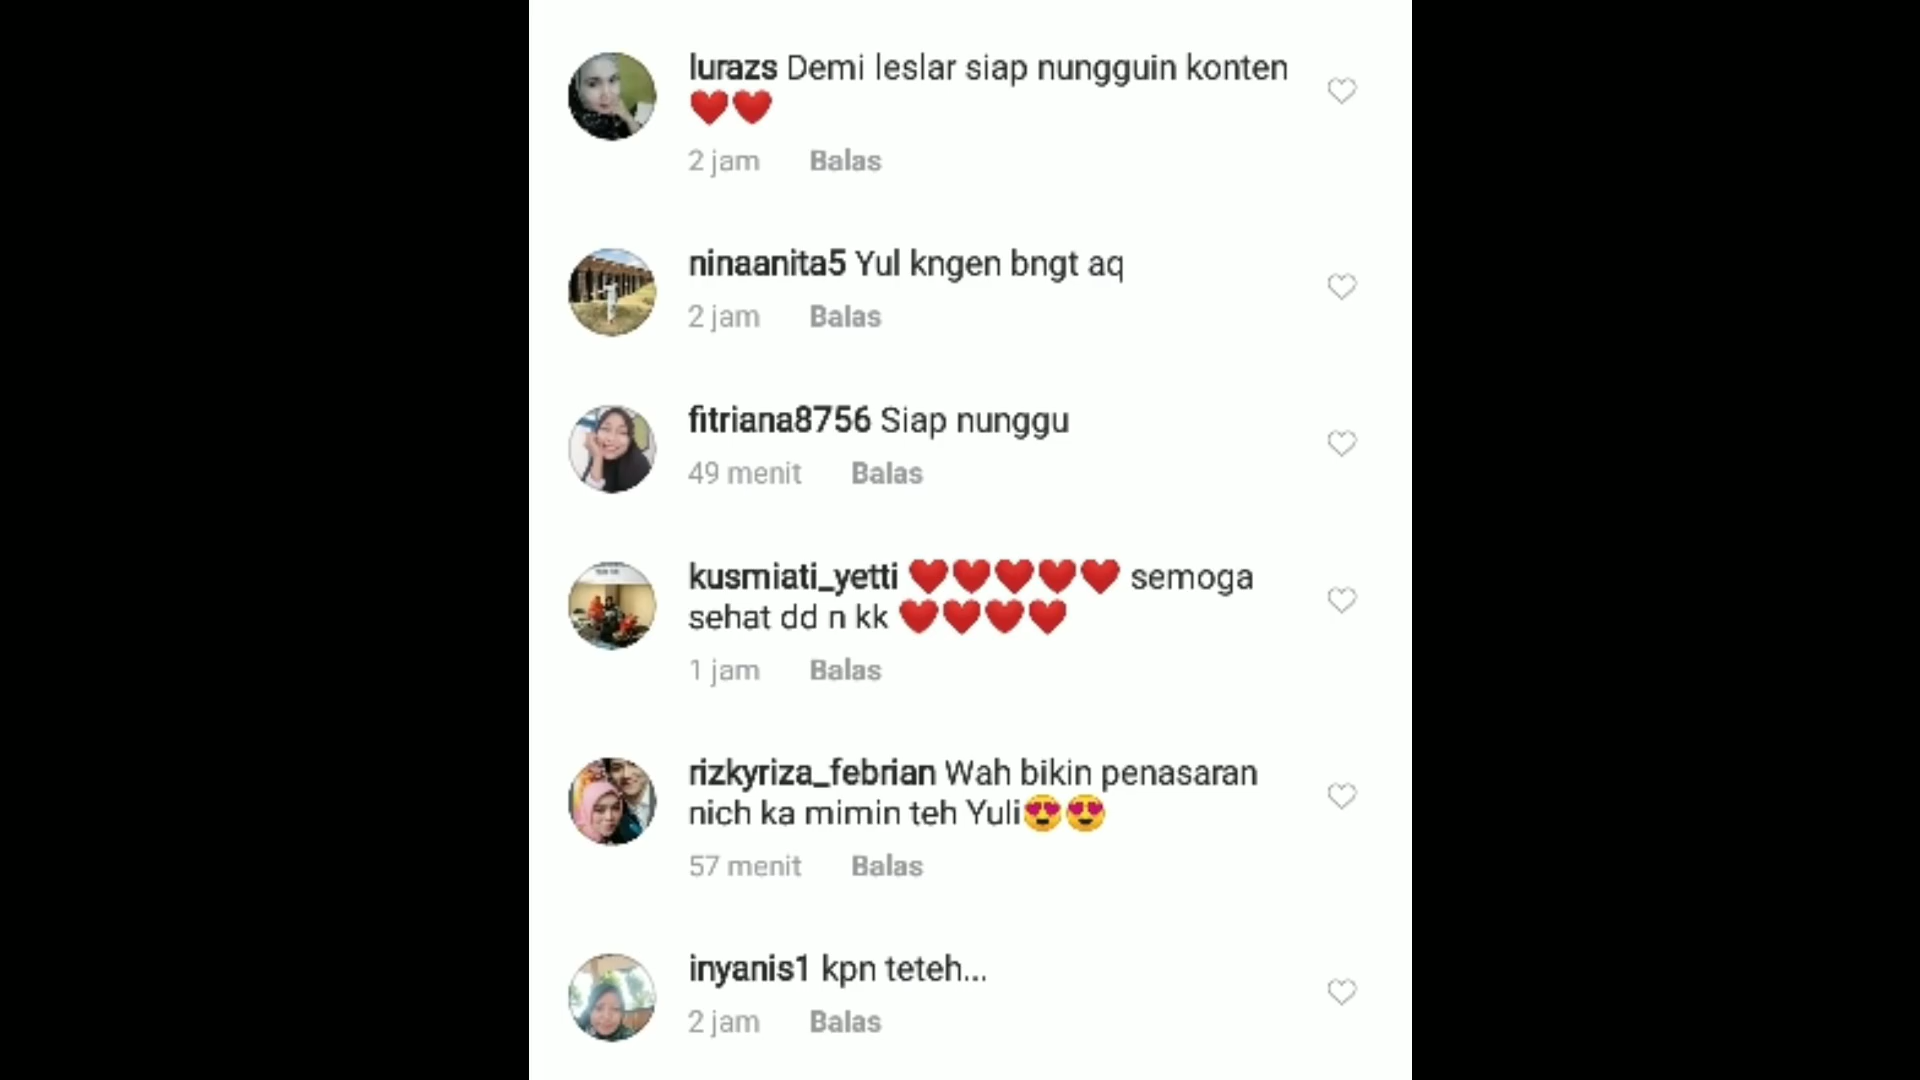 lurazs Demi leslar siap nungguin konten
❤️❤️
2 jam Balas
ninaanita5 Yul kngen bngt aq
2 jam Balas
fitriana8756 Siap nunggu
49 menit Balas
kusmiati_yetti ❤️❤️❤️❤️❤️ semoga
sehat dd n kk ❤️❤️❤️❤️
1 jam Balas
rizkyriza_febrian Wah bikin penasaran
nich ka mimin teh Yuli😍😍
57 menit Balas
inyanis1 kpn teteh...
2 jam Balas